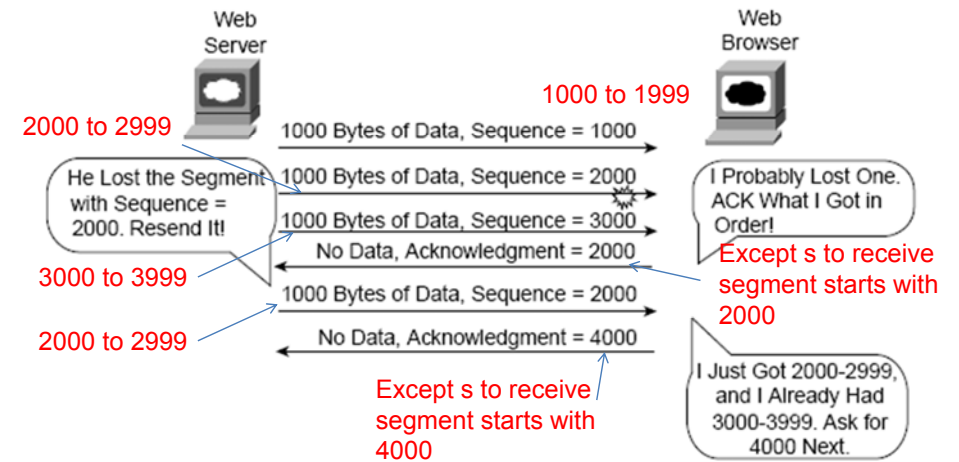 Web
Server
Web
Browser
1000 to 1999
2000 to 2999
1000 Bytes of Data, Sequence = 1000
He Lost the Segment
with Sequence =
2000. Resend It!
1000 Bytes of Data, Sequence = 2000
I Probably Lost One.
ACK What I Got in
Order!
1000 Bytes of Data, Sequence = 3000
No Data, Acknowledgment = 2000
Except s to receive
segment starts with
2000
3000 to 3999
1000 Bytes of Data, Sequence = 2000
2000 to 2999
No Data, Acknowledgment = 4000
Except s to receive
segment starts with
4000
I Just Got 2000-2999,
and I Already Had
3000-3999. Ask for
4000 Next.